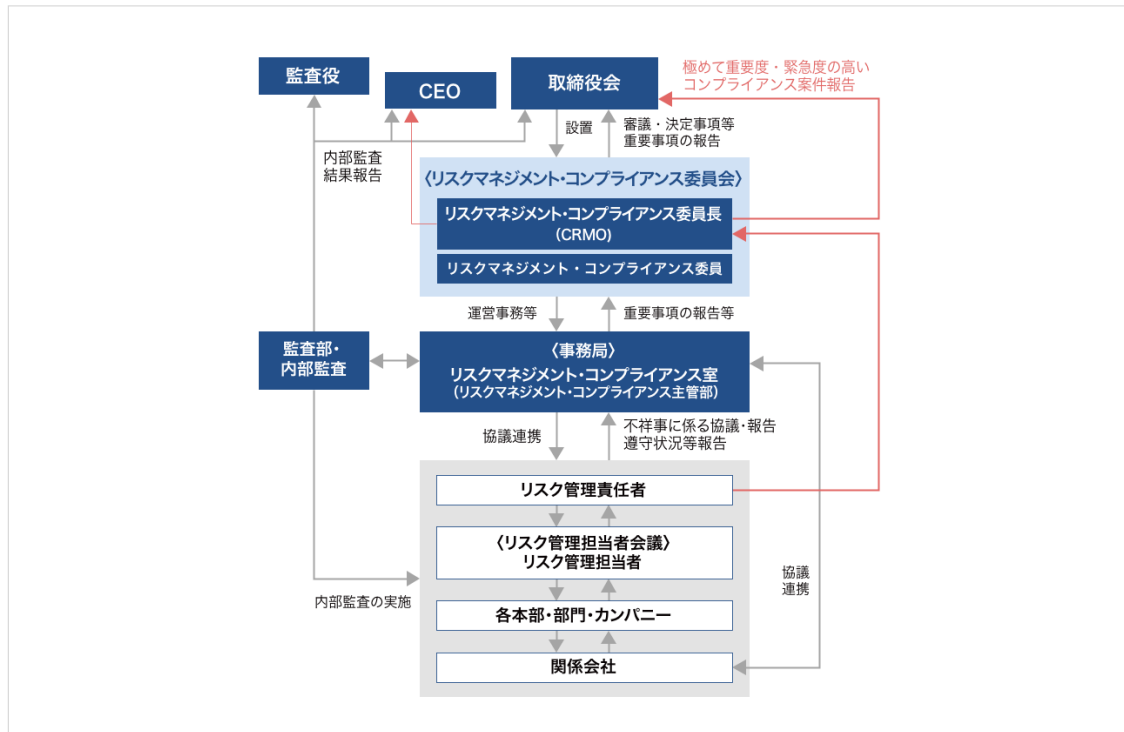 監査役
CEO
取締役会
極めて重要度・緊急度の高い
コンプライアンス案件報告
設置
審議・決定事項等
重要事項の報告
内部監査
結果報告
〈リスクマネジメント・コンプライアンス委員会〉
リスクマネジメント・コンプライアンス委員長
(CRMO)
リスクマネジメント・コンプライアンス委員
運営事務等
重要事項の報告等
監査部・
内部監査
〈事務局〉
リスクマネジメント・コンプライアンス室
(リスクマネジメント・コンプライアンス主管部)
協議連携
不祥事に係る協議・報告
遵守状況等報告
リスク管理責任者
〈リスク管理担当者会議〉
リスク管理担当者
協議
連携
内部監査の実施
各本部・部門・カンパニー
関係会社